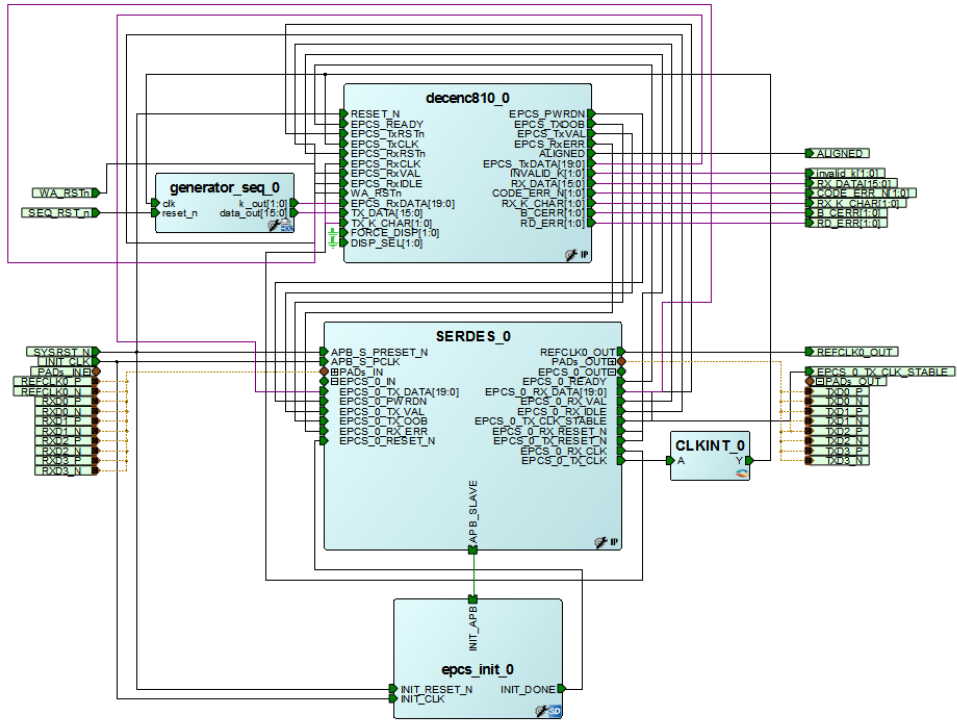 decenc810_0
RESET_N
EPCS_READY
EPCS_TxRSTn
EPCS_TxCLK
EPCS_RxRSTn
EPCS_RxCLK
EPCS_RxVAL
EPCS_RxIDLE
WA_RSTn
EPCS_RxDATA[19:0]
TX_DATA[15:0]
TX_K_CHAR[1:0]
FORCE_DISP[1:0]
DISP_SEL[1:0]
EPCS_PWRDN
EPCS_TXOOB
EPCS_TxVAL
EPCS_RxERR
ALIGNED
EPCS_TxDATA[19:0]
INVALID_K[1:0]
RX_DATA[15:0]
CODE_ERR_N[1:0]
RX_K_CHAR[1:0]
B_CERR[1:0]
RD_ERR[1:0]
IP
WA_RSTn
SEQ_RST_n
generator_seq_0
clk
reset_n
k_out[1:0]
data_out[15:0]
ALIGNED
invalid_k[1:0]
RX_DATA[15:0]
CODE_ERR_N[1:0]
RX_K_CHAR[1:0]
B_CERR[1:0]
RD_ERR[1:0]
SYSRST_N
INIT_CLK
PADs_IN
REFCLK0_P
REFCLK0_N
RXD0_P
RXD0_N
RXD1_P
RXD1_N
RXD2_P
RXD2_N
RXD3_P
RXD3_N
SERDES_0
APB_S_PRESET_N
APB_S_PCLK
PADs_IN
EPCS_0_IN
EPCS_0_TX_DATA[19:0]
EPCS_0_PWRDN
EPCS_0_TX_VAL
EPCS_0_TX_OOB
EPCS_0_RX_ERR
EPCS_0_RESET_N
REFCLK0_OUT
PADs_OUT
EPCS_0_OUT
EPCS_0_READY
EPCS_0_RX_DATA[19:0]
EPCS_0_RX_VAL
EPCS_0_RX_IDLE
EPCS_0_TX_CLK_STABLE
EPCS_0_RX_RESET_N
EPCS_0_TX_RESET_N
EPCS_0_RX_CLK
EPCS_0_TX_CLK
APB_SLAVE
IP
CLKINT_0
A
Y
REFCLK0_OUT
EPCS_0_TX_CLK_STABLE
PADs_OUT
TXD0_P
TXD0_N
TXD1_P
TXD1_N
TXD2_P
TXD2_N
TXD3_P
TXD3_N
INIT_APB
epcs_init_0
INIT_RESET_N
INIT_CLK
INIT_DONE
SD